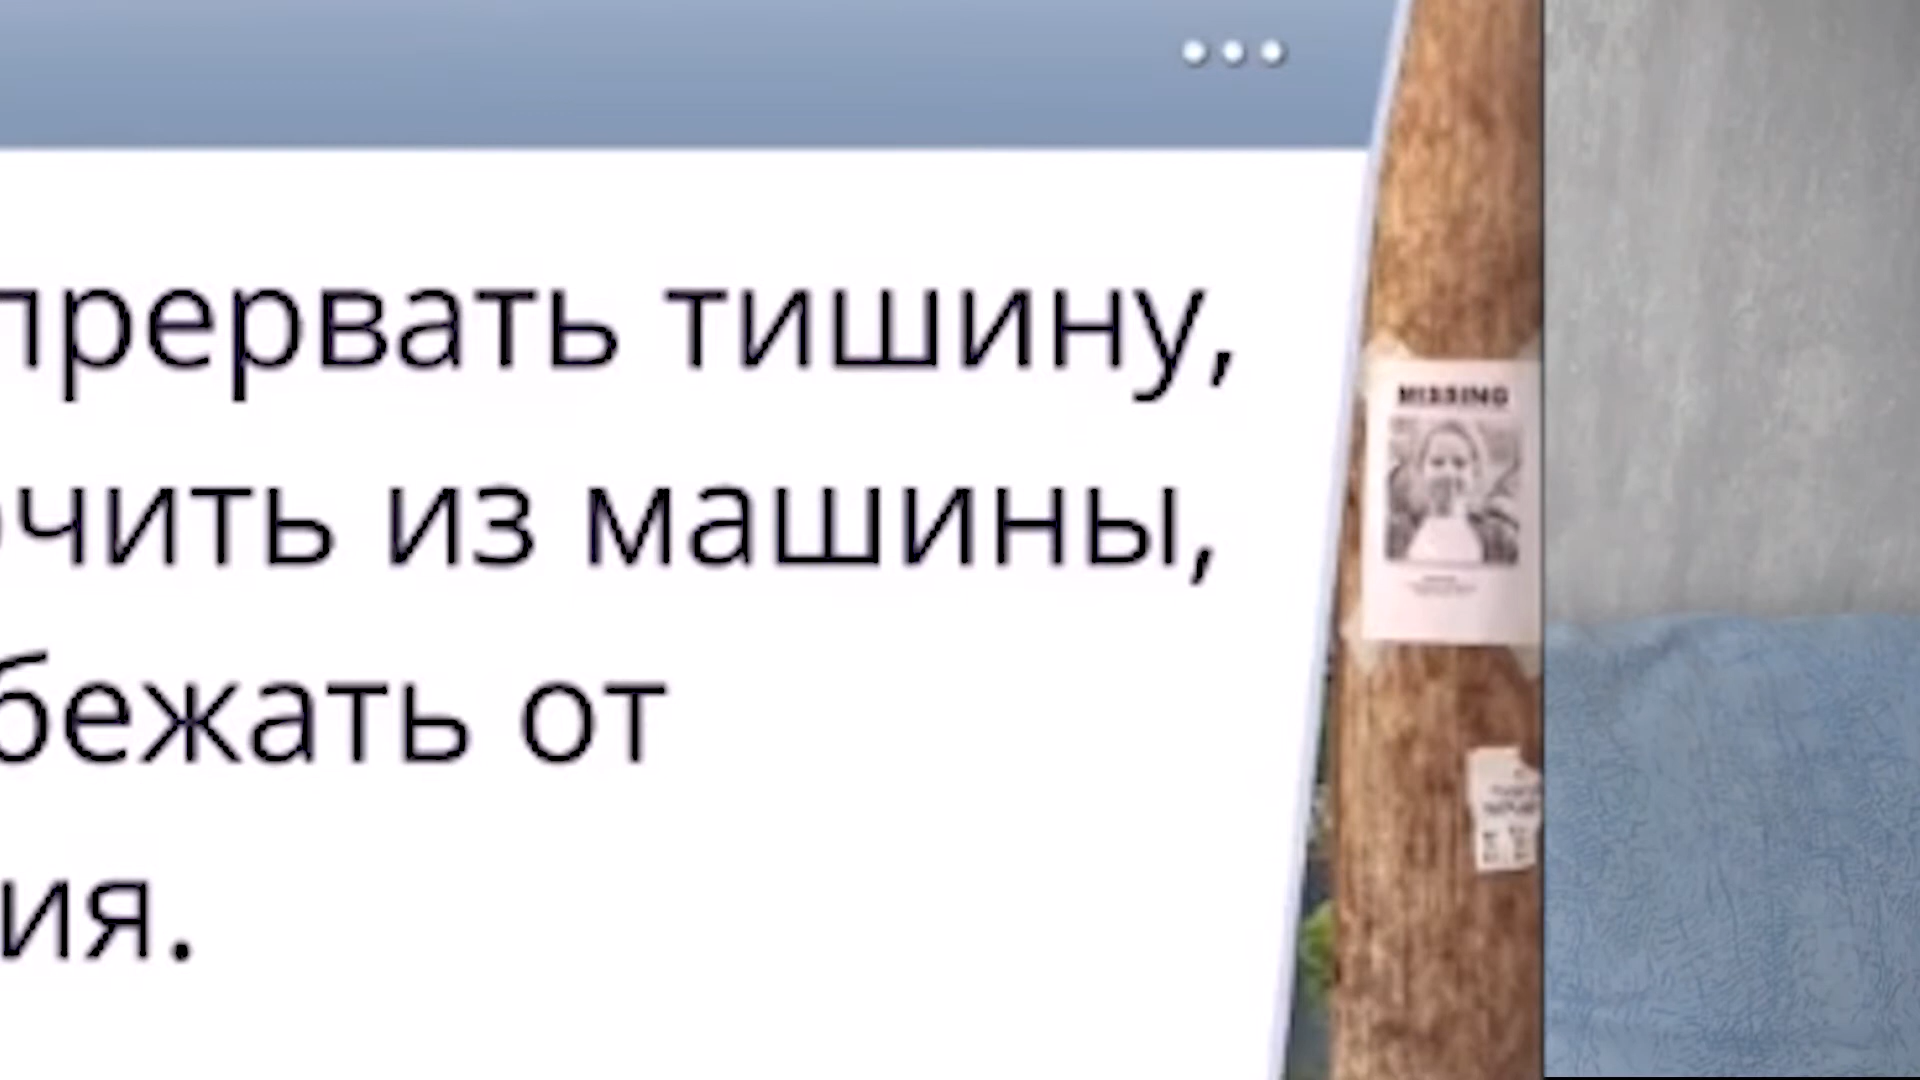 прервать тишину,
чить из машины,
бежать от
ия.
MISSING